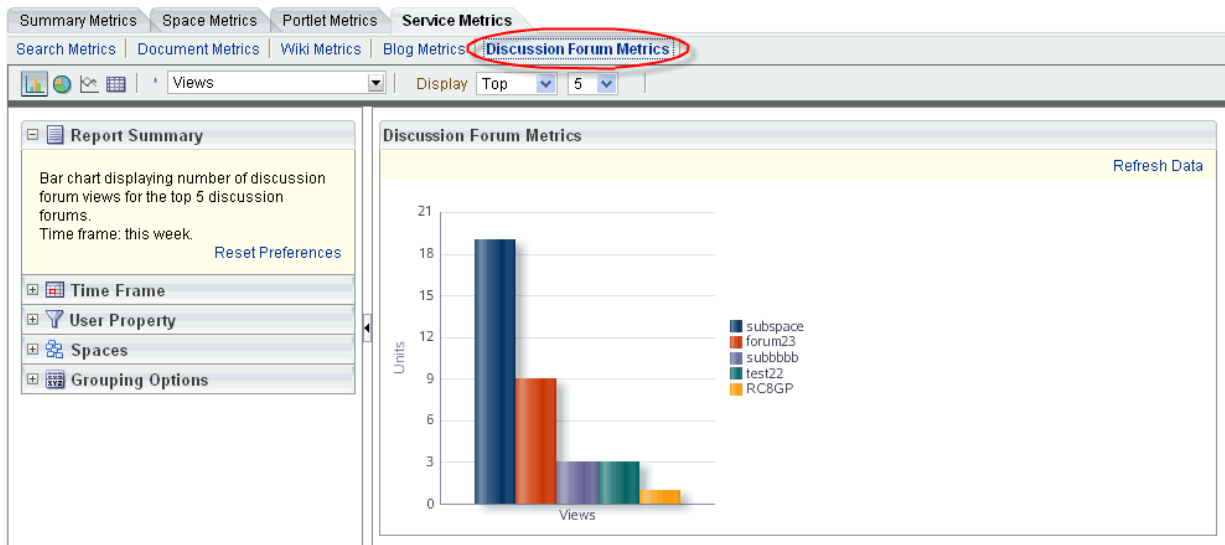 Summary Metrics Space Metrics Portlet Metrics Service Metrics
Search Metrics Document Metrics Wiki Metrics Blog Metrics Discussion Forum Metrics
* Views Display Top 5
Report Summary
Bar chart displaying number of discussion
forum views for the top 5 discussion
forums.
Time frame: this week.
Reset Preferences
Time Frame
User Property
Spaces
Grouping Options
Discussion Forum Metrics
Refresh Data
21
18
15
12
9
6
3
0
Units
Views
subspace
forum23
subbbbb
test22
RC8GP